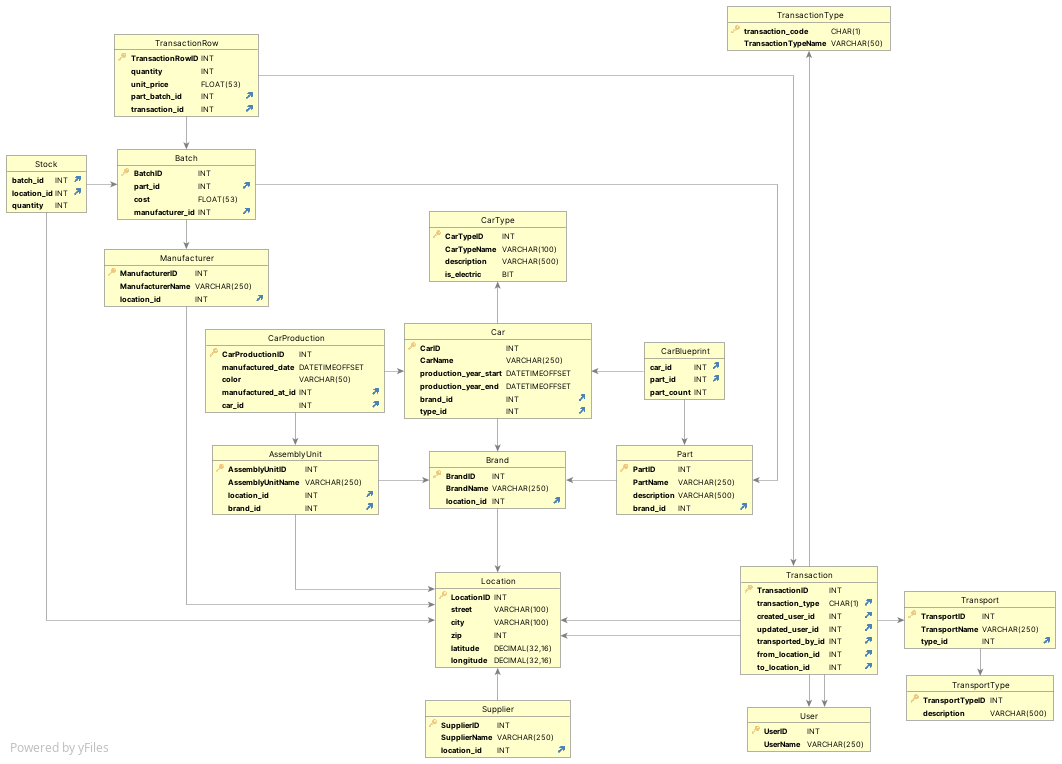 TransactionType
transaction_code CHAR(1)
TransactionTypeName VARCHAR(50)
TransactionRow
TransactionRowID INT
quantity INT
unit_price FLOAT(53)
part_batch_id INT
transaction_id INT
Stock
batch_id INT
location_id INT
quantity INT
Batch
BatchID INT
part_id INT
cost FLOAT(53)
manufacturer_id INT
CarType
CarTypeID INT
CarTypeName VARCHAR(100)
description VARCHAR(500)
is_electric BIT
Manufacturer
ManufacturerID INT
ManufacturerName VARCHAR(250)
location_id INT
CarProduction
CarProductionID INT
manufactured_date DATETIMEOFFSET
color VARCHAR(50)
manufactured_at_id INT
car_id INT
Car
CarID INT
CarName VARCHAR(250)
production_year_start DATETIMEOFFSET
production_year_end DATETIMEOFFSET
brand_id INT
type_id INT
CarBlueprint
car_id INT
part_id INT
part_count INT
AssemblyUnit
AssemblyUnitID INT
AssemblyUnitName VARCHAR(250)
location_id INT
brand_id INT
Brand
BrandID INT
BrandName VARCHAR(250)
location_id INT
Part
PartID INT
PartName VARCHAR(250)
description VARCHAR(500)
brand_id INT
Location
LocationID INT
street VARCHAR(100)
city VARCHAR(100)
zip INT
latitude DECIMAL(32,16)
longitude DECIMAL(32,16)
Transaction
TransactionID INT
transaction_type CHAR(1)
created_user_id INT
updated_user_id INT
transported_by_id INT
from_location_id INT
to_location_id INT
Transport
TransportID INT
TransportName VARCHAR(250)
type_id INT
TransportType
TransportTypeID INT
description VARCHAR(500)
Supplier
SupplierID INT
SupplierName VARCHAR(250)
location_id INT
User
UserID INT
UserName VARCHAR(250)
Powered by yFiles